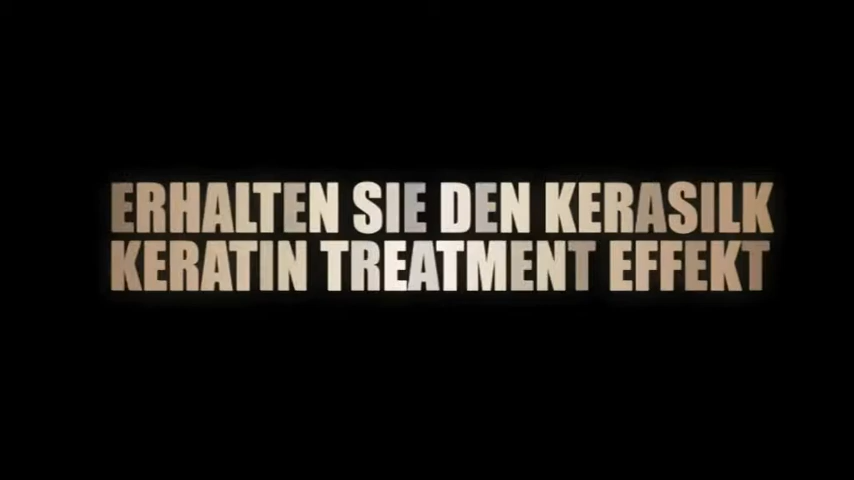 ERHALTEN SIE DEN KERASILK
KERATIN TREATMENT EFFEKT